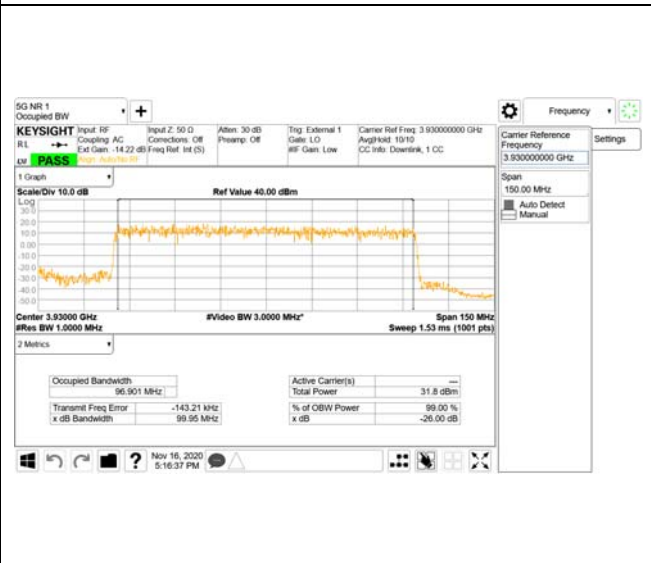 5G NR 1
Occupied BW
Frequency
KEYSIGHT
RL
PASS
Input: RF
Coupling: AC
Ext Gain: -14.22 dB
Align: Auto/No RF
Input Z: 50 Ω
Corrections: Off
Freq Ref: Int (S)
Atten: 30 dB
Preamp: Off
Trig: External 1
Gate: LO
#IF Gain: Low
Carrier Ref Freq: 3.930000000 GHz
Avg|Hold: 10/10
CC Info: Downlink, 1 CC
Carrier Reference
Frequency
3.930000000 GHz
Settings
Span
150.00 MHz
Auto Detect
Manual
1 Graph
Scale/Div 10.0 dB
Ref Value 40.00 dBm
Log
30.0
20.0
10.0
0.00
-10.0
-20.0
-30.0
-40.0
-50.0
Center 3.93000 GHz
#Video BW 3.0000 MHz*
Span 150 MHz
#Res BW 1.0000 MHz
Sweep 1.53 ms (1001 pts)
2 Metrics
Occupied Bandwidth
96.901 MHz
Transmit Freq Error -143.21 kHz
x dB Bandwidth 99.95 MHz
Active Carrier(s) ---
Total Power 31.8 dBm
% of OBW Power 99.00 %
x dB -26.00 dB
?
Nov 16, 2020
5:16:37 PM